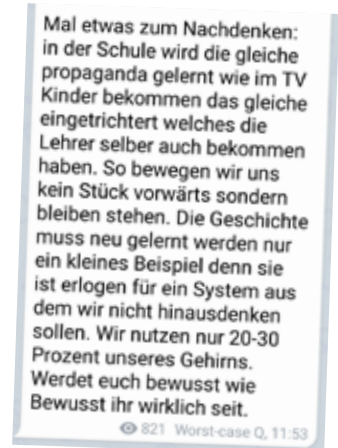 Mal etwas zum Nachdenken:
in der Schule wird die gleiche
propaganda gelernt wie im TV
Kinder bekommen das gleiche
eingetrichtert welches die
Lehrer selber auch bekommen
haben. So bewegen wir uns
kein Stück vorwärts sondern
bleiben stehen. Die Geschichte
muss neu gelernt werden nur
ein kleines Beispiel denn sie
ist erlogen für ein System aus
dem wir nicht hinausdenken
sollen. Wir nutzen nur 20-30
Prozent unseres Gehirns.
Werdet euch bewusst wie
Bewusst ihr wirklich seit.
821 Worst-case Q, 11:53